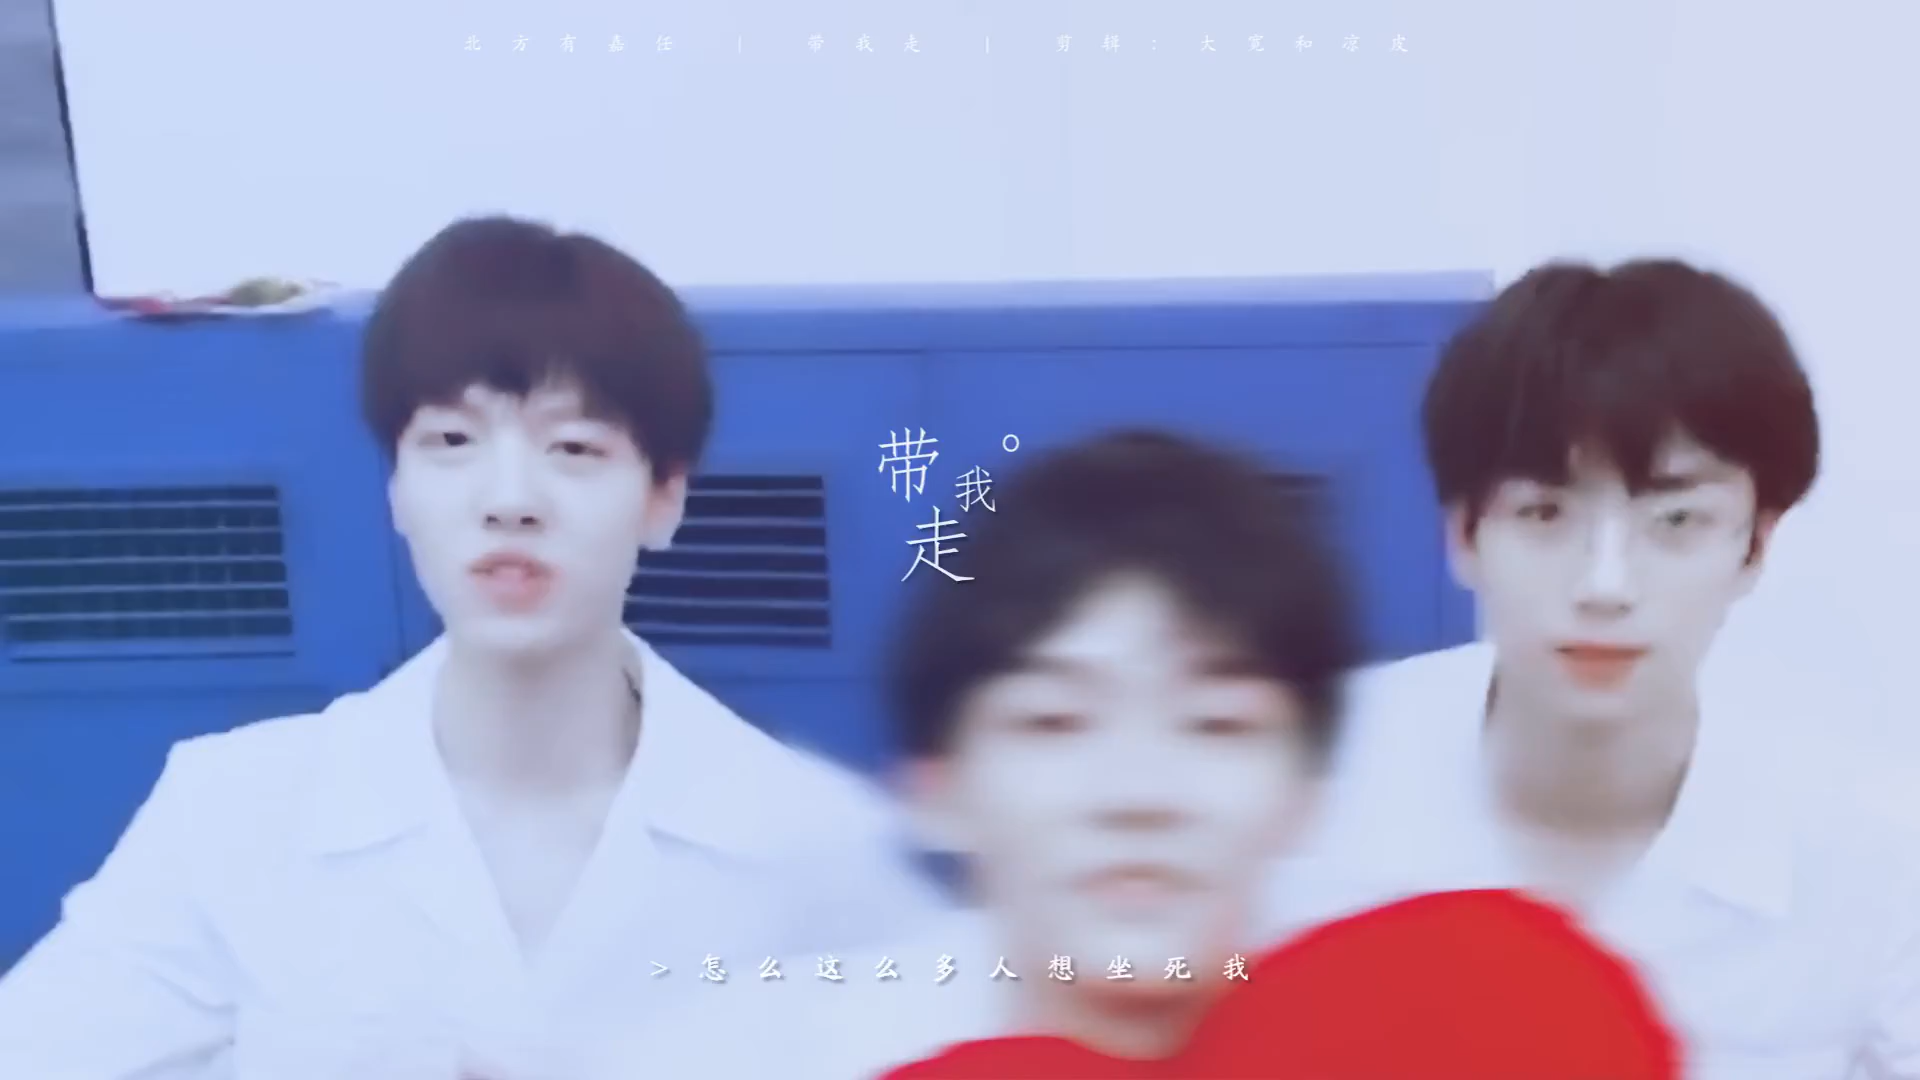 北方有嘉任 | 带我走 | 剪辑：大宽和凉皮
带我走。
> 怎么这么多人想坐死我